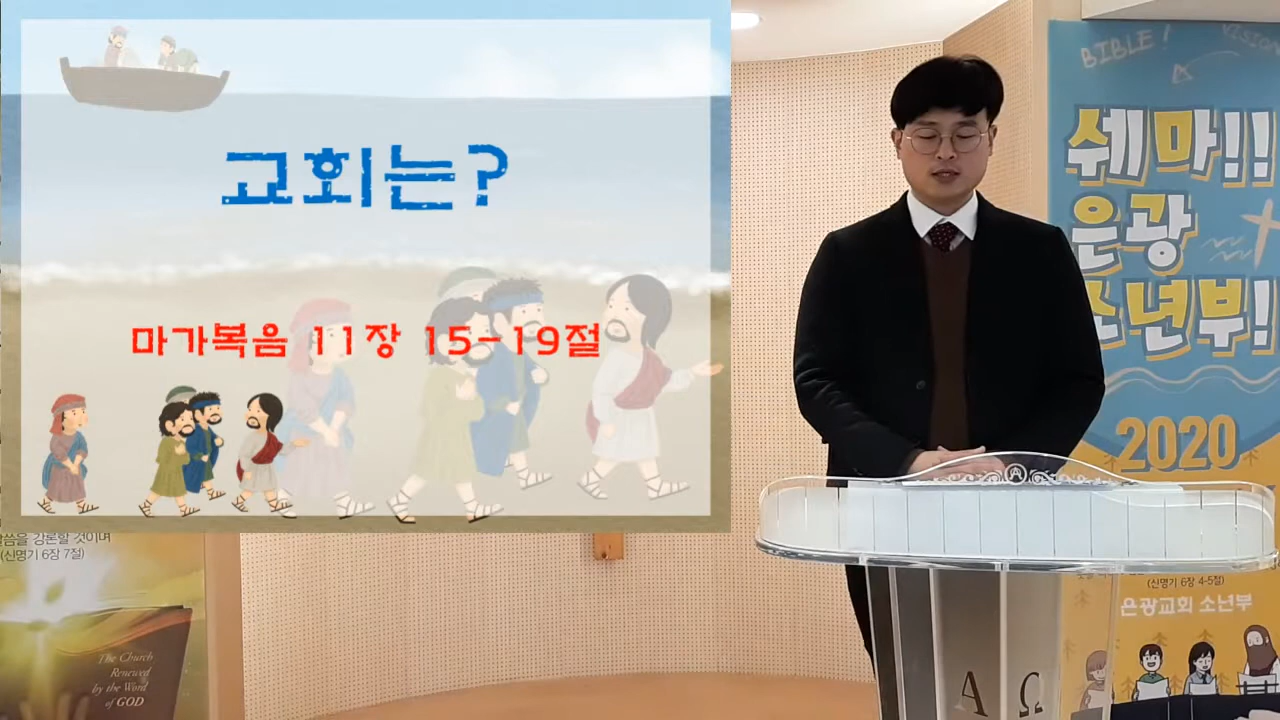 교회는?
마가복음 11장 15-19절
BIBLE!
VISION
쉐마!!
은광
소년부!
2020
말씀을 강론할 것이며
(신명기 6장 7절)
The Church
Renewed
by the Word
of GOD
(신명기 6장 4-5절)
은광교회 소년부
Α Ω